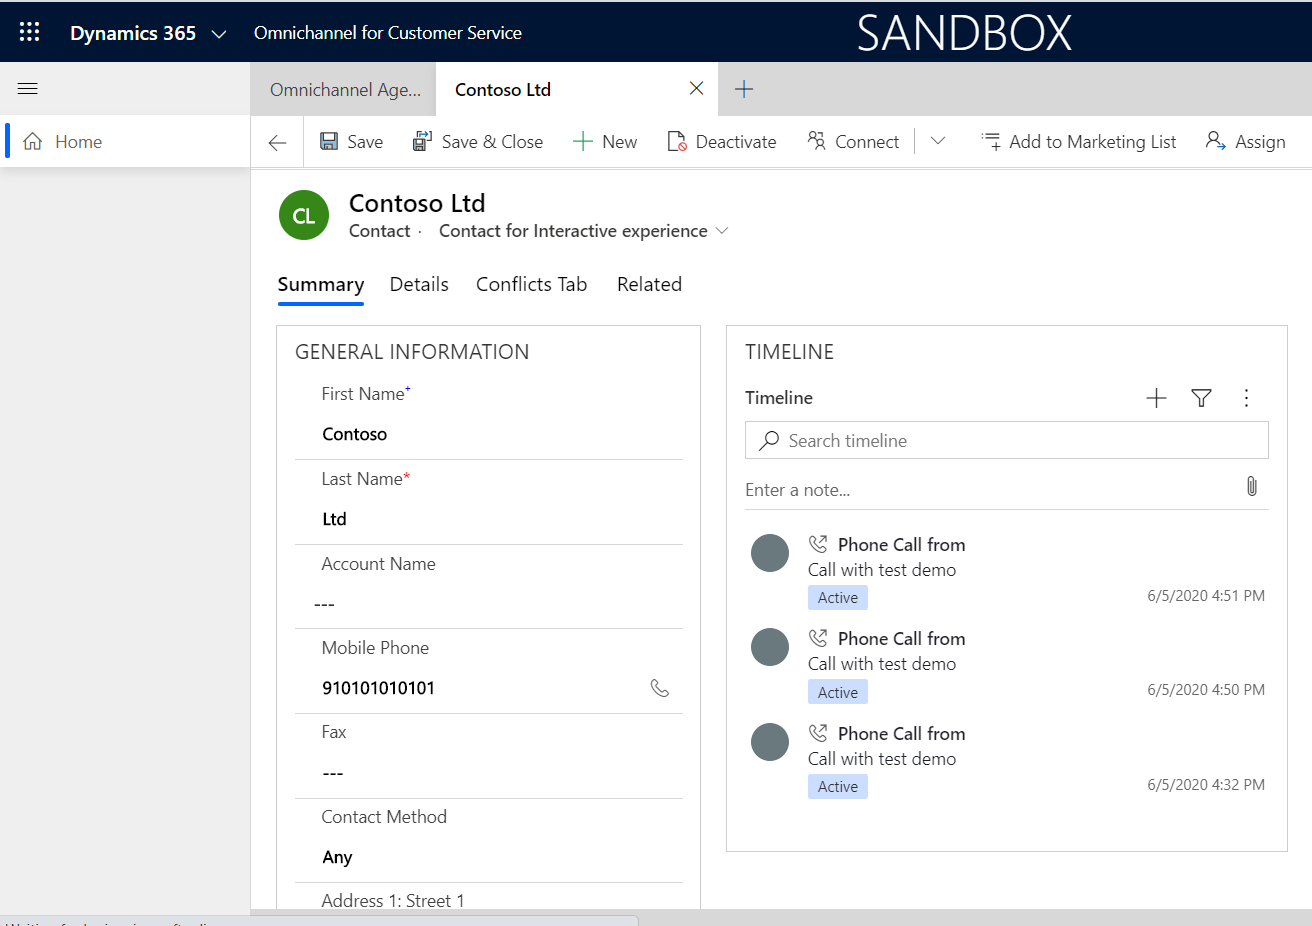 Dynamics 365 Omnichannel for Customer Service SANDBOX
Omnichannel Age... Contoso Ltd
Home
Save Save & Close New Deactivate Connect Add to Marketing List Assign
CL
Contoso Ltd
Contact · Contact for Interactive experience
Summary Details Conflicts Tab Related
GENERAL INFORMATION
First Name+
Contoso
Last Name*
Ltd
Account Name
---
Mobile Phone
910101010101
Fax
---
Contact Method
Any
Address 1: Street 1
TIMELINE
Timeline
Search timeline
Enter a note...
Phone Call from
Call with test demo
Active 6/5/2020 4:51 PM
Phone Call from
Call with test demo
Active 6/5/2020 4:50 PM
Phone Call from
Call with test demo
Active 6/5/2020 4:32 PM